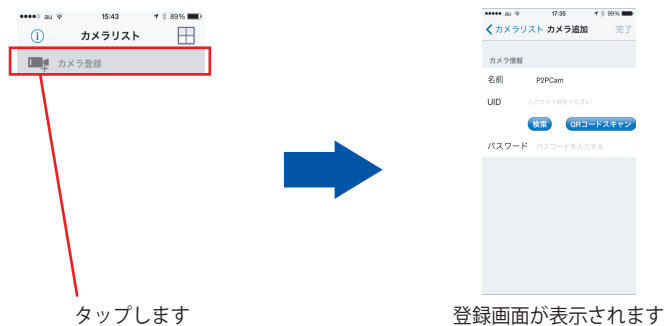 au 15:43 89%
カメラリスト
カメラ登録
タップします
au 17:35 99%
カメラリスト カメラ追加 完了
カメラ情報
名前 P2PCam
UID 入力カメラUIDをください
検索 QRコードスキャン
パスワード パスワードを入力する
登録画面が表示されます